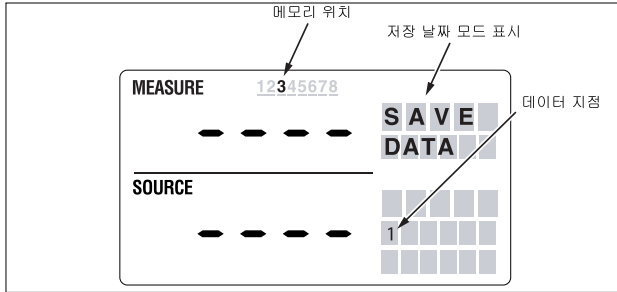 메모리 위치
저장 날짜 모드 표시
MEASURE 12345678
데이터 지점
SAVE
DATA
- - - -
SOURCE
- - - -
1